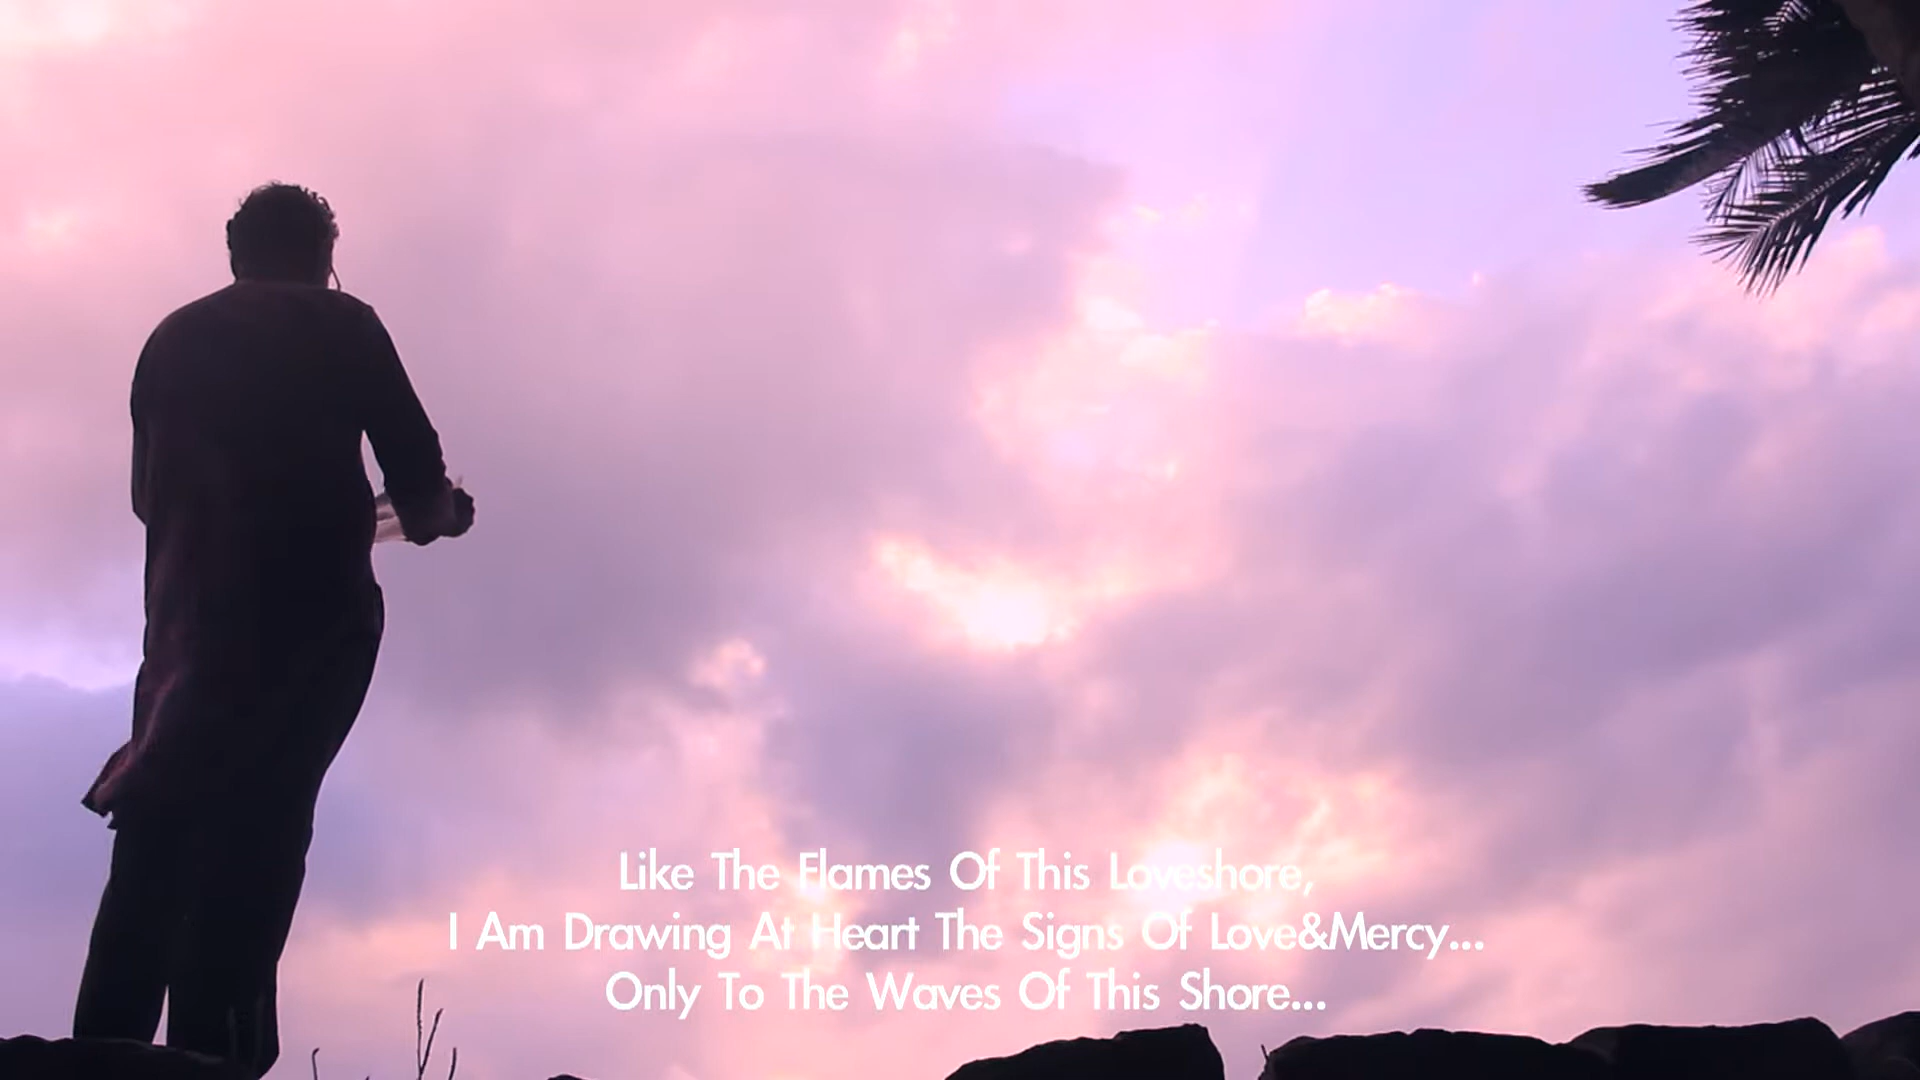 Like The Flames Of This Loveshore,
I Am Drawing At Heart The Signs Of Love&Mercy...
Only To The Waves Of This Shore...